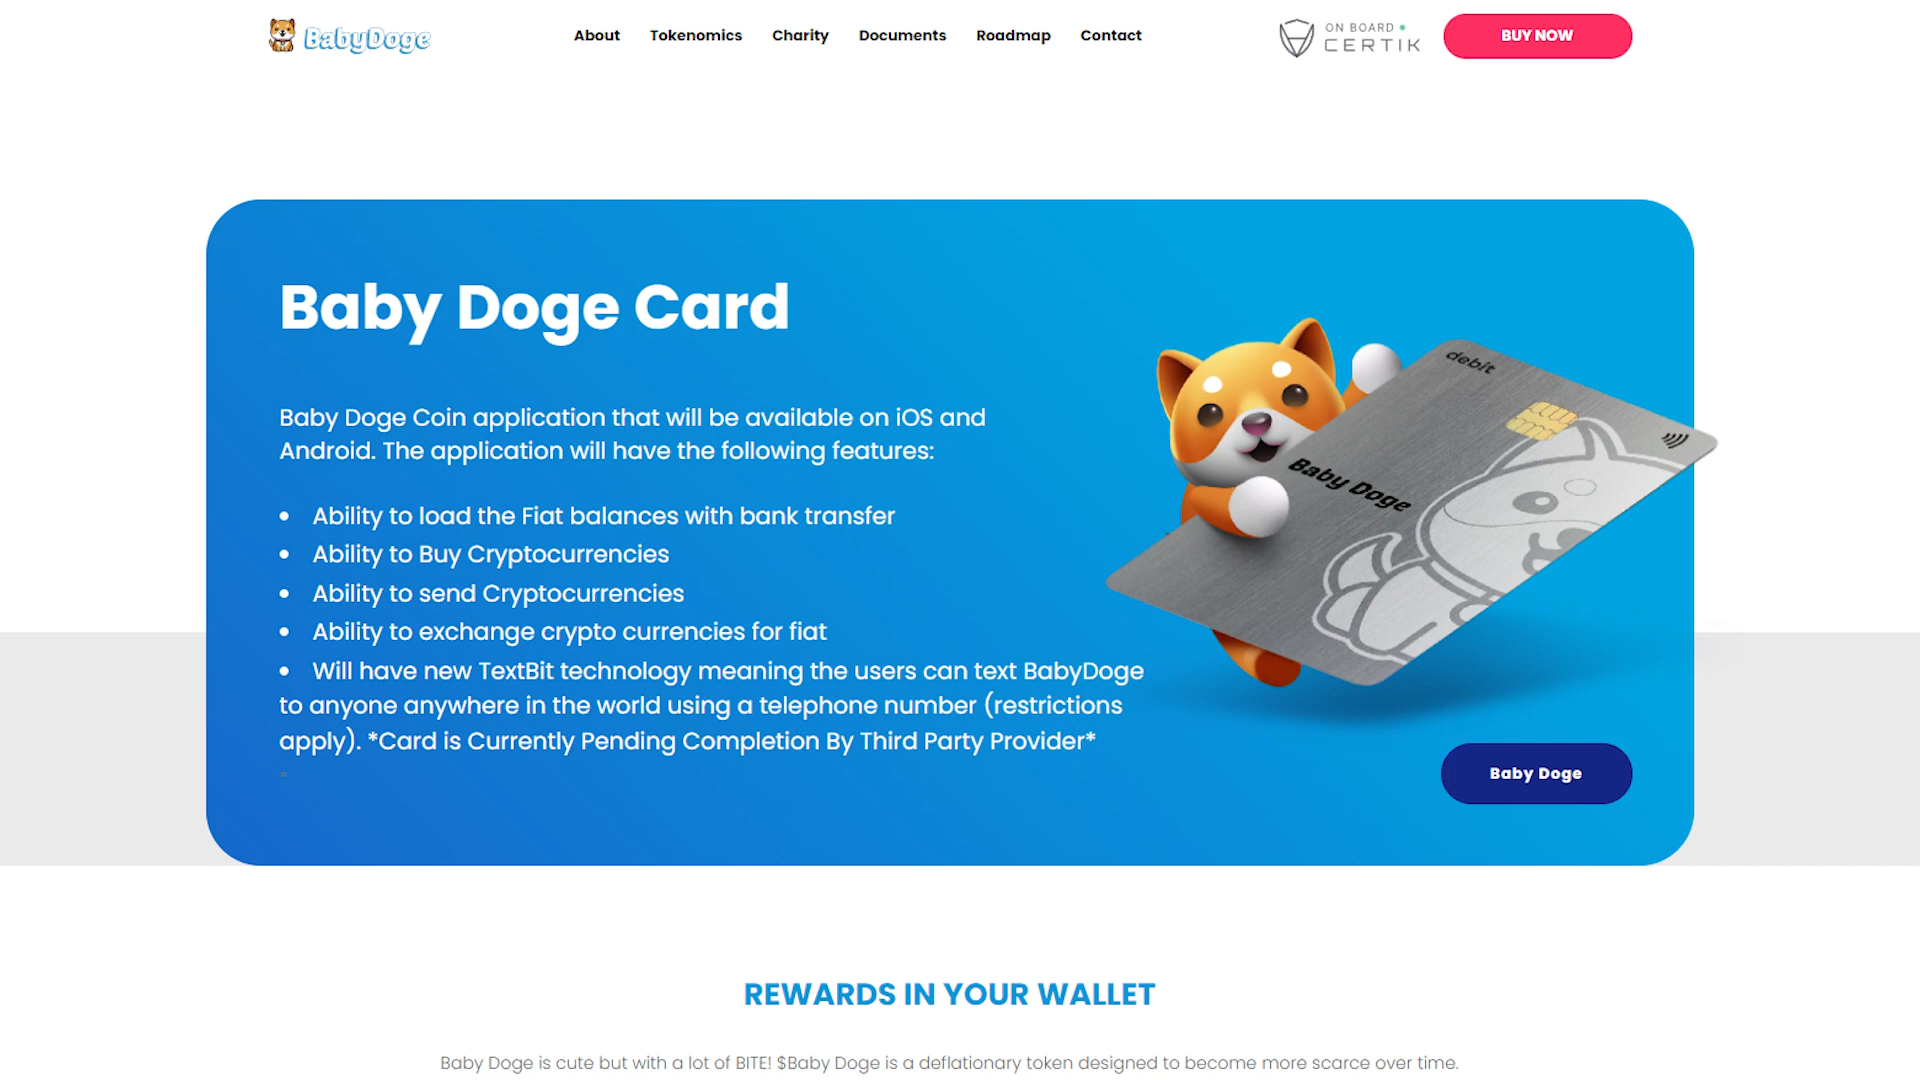 BabyDoge
About
Tokenomics
Charity
Documents
Roadmap
Contact
ON BOARD
CERTIK
BUY NOW
Baby Doge Card
Baby Doge Coin application that will be available on iOS and
Android. The application will have the following features:
• Ability to load the Fiat balances with bank transfer
• Ability to Buy Cryptocurrencies
• Ability to send Cryptocurrencies
• Ability to exchange crypto currencies for fiat
• Will have new TextBit technology meaning the users can text BabyDoge
to anyone anywhere in the world using a telephone number (restrictions
apply). *Card is Currently Pending Completion By Third Party Provider*
debit
Baby Doge
Baby Doge
REWARDS IN YOUR WALLET
Baby Doge is cute but with a lot of BITE! $Baby Doge is a deflationary token designed to become more scarce over time.